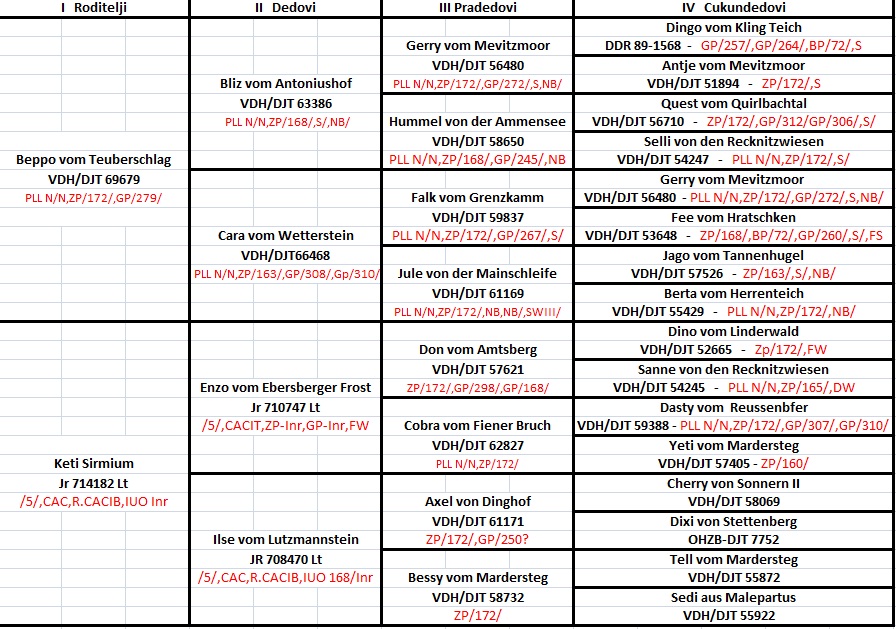 I Roditelji
II Dedovi
III Pradedovi
IV Cukundedovi
Beppo vom Teuberschlag
VDH/DJT 69679
PLL N/N,ZP/172/,GP/279/
Keti Sirmium
Jr 714182 Lt
/5/,CAC,R.CACIB,IUO Inr
Bliz vom Antoniushof
VDH/DJT 63386
PLL N/N,ZP/168/,S/,NB/
Cara vom Wetterstein
VDH/DJT66468
PLL N/N,ZP/163/,GP/308/,Gp/310/
Enzo vom Ebersberger Frost
Jr 710747 Lt
/5/,CACIT,ZP-Inr,GP-Inr,FW
Ilse vom Lutzmannstein
JR 708470 Lt
/5/,CAC,R.CACIB,IUO 168/Inr
Gerry vom Mevitzmoor
VDH/DJT 56480
PLL N/N,ZP/172/,GP/272/,S,NB/
Hummel von der Ammensee
VDH/DJT 58650
PLL N/N,ZP/168/,GP/245/,NB
Falk vom Grenzkamm
VDH/DJT 59837
PLL N/N,ZP/172/,GP/267/,S/
Jule von der Mainschleife
VDH/DJT 61169
PLL N/N,ZP/172/,NB,NB/,SWIII/
Don vom Amtsberg
VDH/DJT 57621
ZP/172/,GP/298/,GP/168/
Cobra vom Fiener Bruch
VDH/DJT 62827
PLL N/N,ZP/172/
Axel von Dinghof
VDH/DJT 61171
ZP/172/,GP/250?
Bessy vom Mardersteg
VDH/DJT 58732
ZP/172/
Dingo vom Kling Teich
DDR 89-1568 - GP/257/,GP/264/,BP/72/,S
Antje vom Mevitzmoor
VDH/DJT 51894 - ZP/172/,S
Quest vom Quirlbachtal
VDH/DJT 56710 - ZP/172/,GP/312/GP/306/,S/
Selli von den Recknitzwiesen
VDH/DJT 54247 - PLL N/N,ZP/172/,S/
Gerry vom Mevitzmoor
VDH/DJT 56480 - PLL N/N,ZP/172/,GP/272/,S,NB/
Fee vom Hratschken
VDH/DJT 53648 - ZP/168/,BP/72/,GP/260/,S/,FS
Jago vom Tannenhugel
VDH/DJT 57526 - ZP/163/,S/,NB/
Berta vom Herrenteich
VDH/DJT 55429 - PLL N/N,ZP/172/,NB/
Dino vom Linderwald
VDH/DJT 52665 - Zp/172/,FW
Sanne von den Recknitzwiesen
VDH/DJT 54245 - PLL N/N,ZP/165/,DW
Dasty vom Reussenbfer
VDH/DJT 59388 - PLL N/N,ZP/172/,GP/307/,GP/310/
Yeti vom Mardersteg
VDH/DJT 57405 - ZP/160/
Cherry von Sonnern II
VDH/DJT 58069
Dixi von Stettenberg
OHZB-DJT 7752
Tell vom Mardersteg
VDH/DJT 55872
Sedi aus Malepartus
VDH/DJT 55922